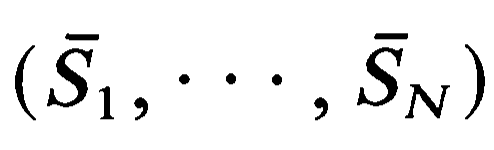 (S̄₁, · · · , S̄_N)